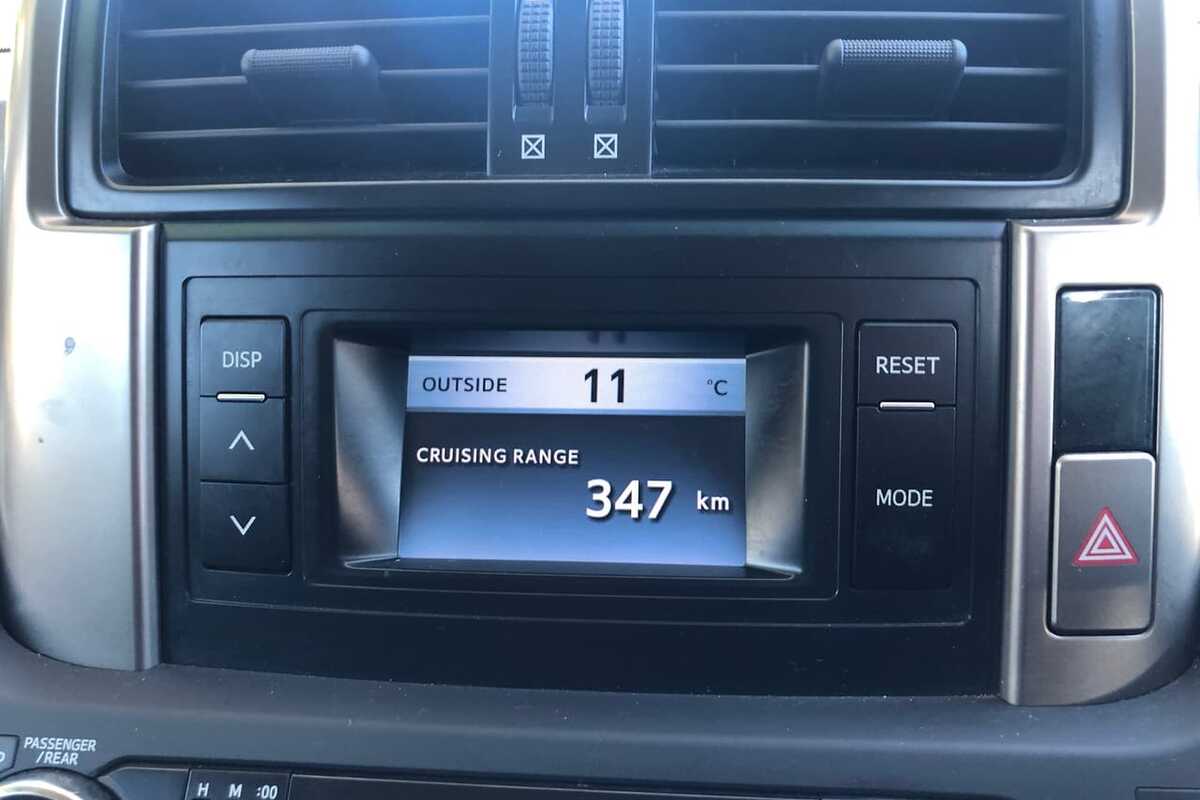 DISP
OUTSIDE 11 °C
CRUISING RANGE
347 km
RESET
MODE
PASSENGER
/REAR
H M :00